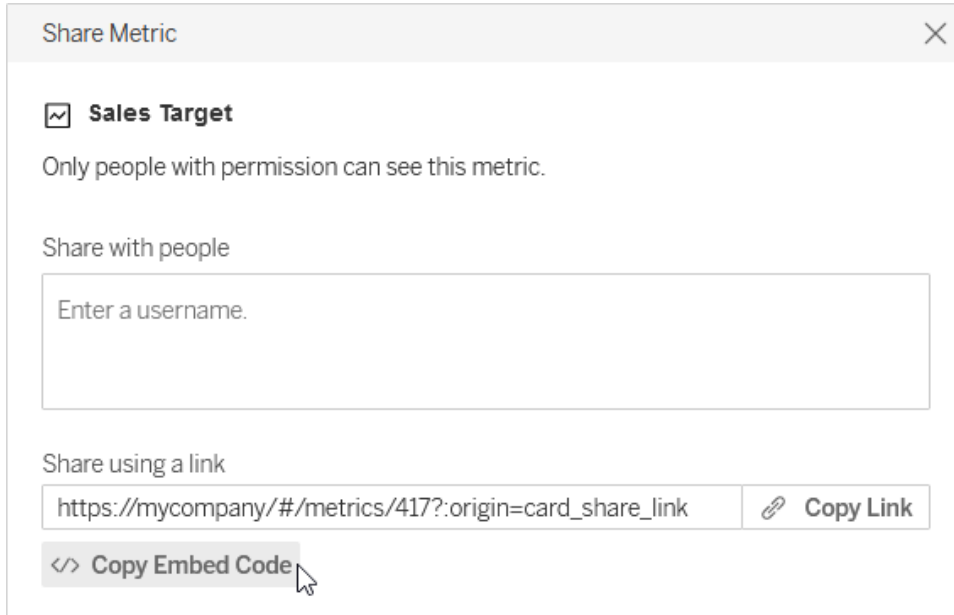 Share Metric
Sales Target
Only people with permission can see this metric.
Share with people
Enter a username.
Share using a link
https://mycompany/#/metrics/417?:origin=card_share_link Copy Link
</> Copy Embed Code